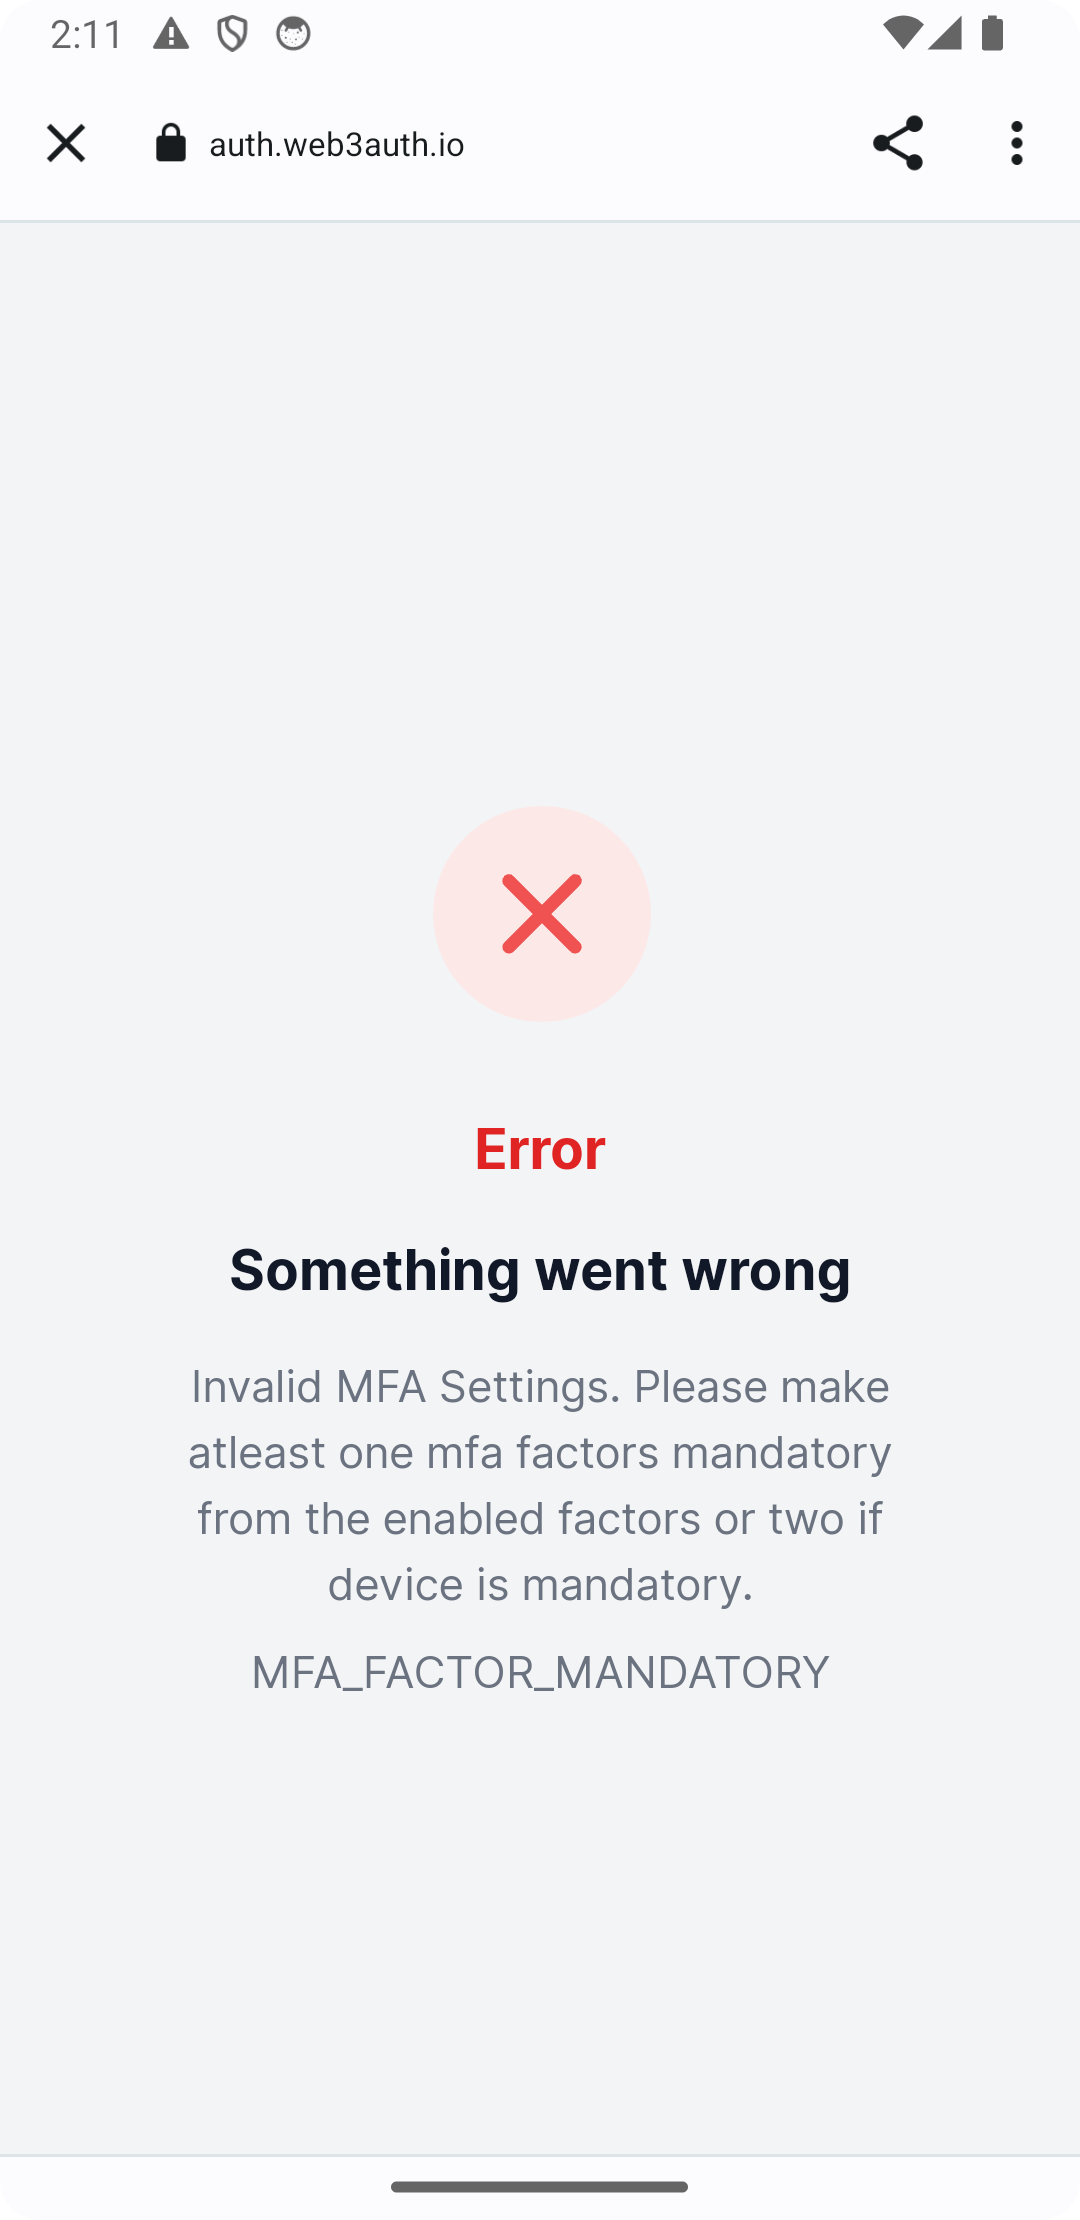 2:11
auth.web3auth.io
Error
Something went wrong
Invalid MFA Settings. Please make
atleast one mfa factors mandatory
from the enabled factors or two if
device is mandatory.
MFA_FACTOR_MANDATORY